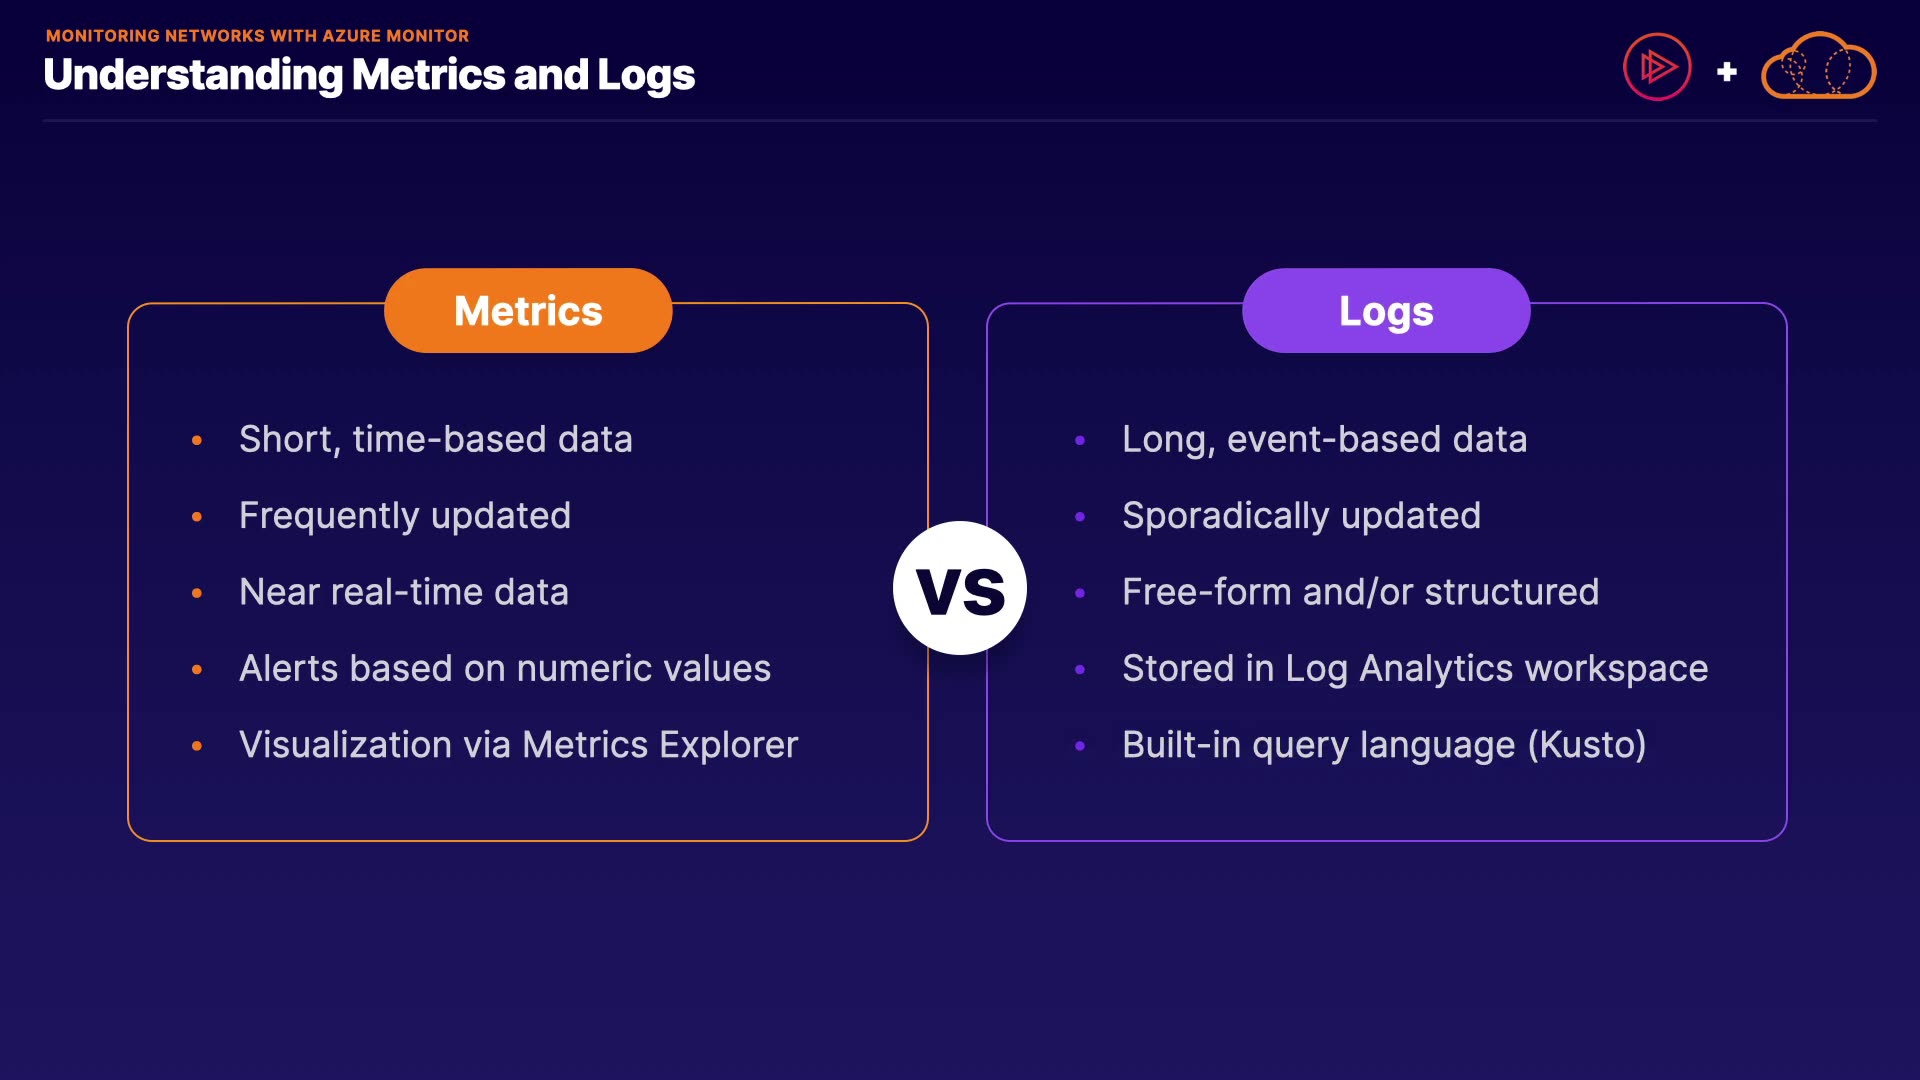 MONITORING NETWORKS WITH AZURE MONITOR
Understanding Metrics and Logs
Metrics
• Short, time-based data
• Frequently updated
• Near real-time data
• Alerts based on numeric values
• Visualization via Metrics Explorer
VS
Logs
• Long, event-based data
• Sporadically updated
• Free-form and/or structured
• Stored in Log Analytics workspace
• Built-in query language (Kusto)